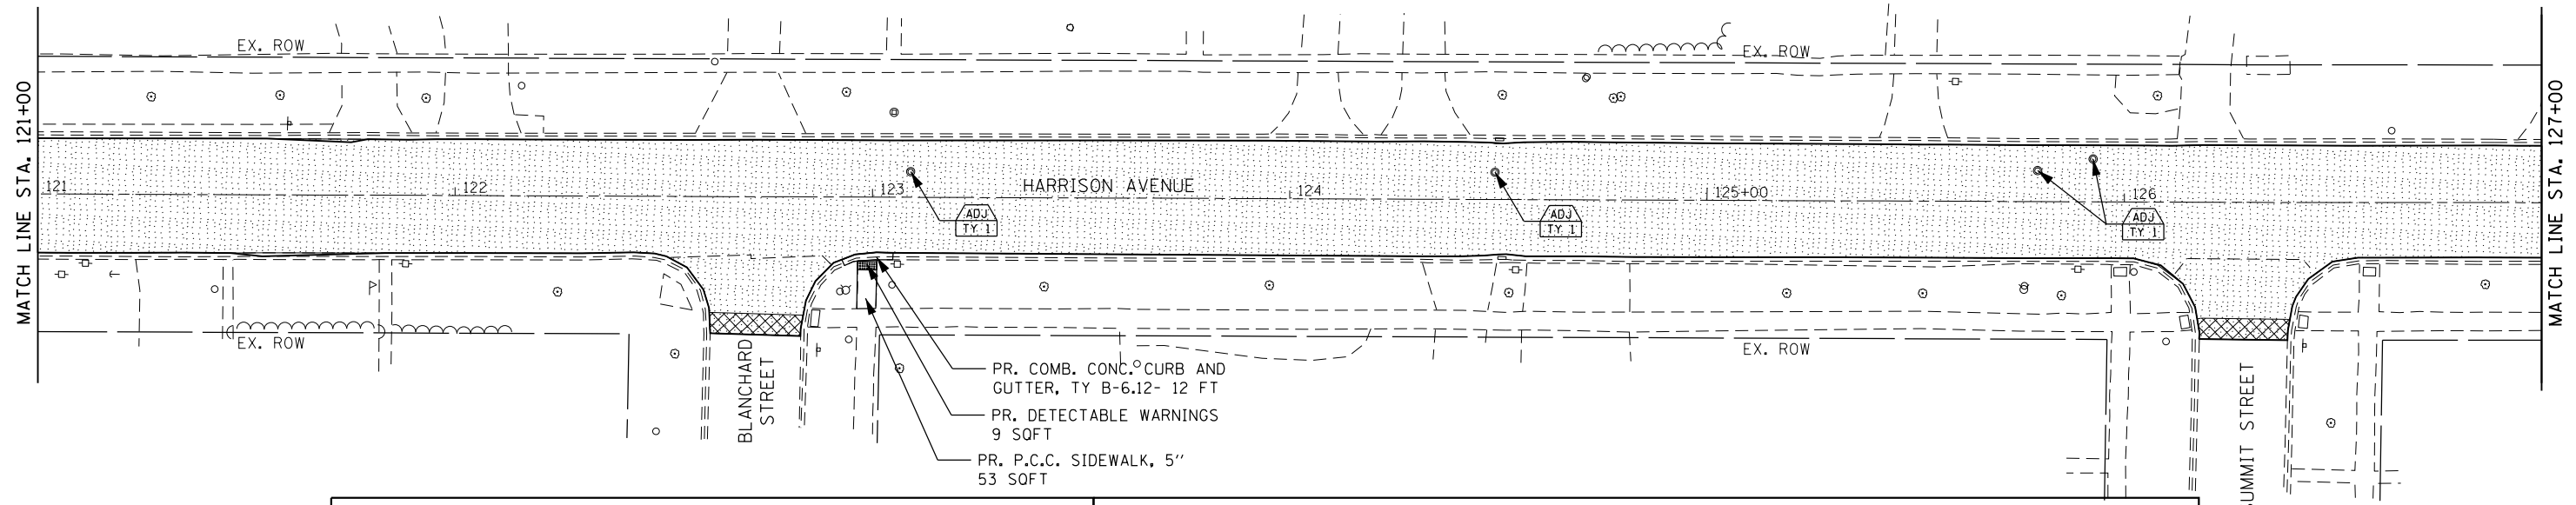 EX. ROW
EX. ROW
MATCH LINE STA. 121+00
MATCH LINE STA. 127+00
121
122
123
HARRISON AVENUE
124
125+00
126
ADJ
TY 1
ADJ
TY 1
ADJ
TY 1
EX. ROW
EX. ROW
BLANCHARD
STREET
PR. COMB. CONC. CURB AND
GUTTER, TY B-6.12- 12 FT
PR. DETECTABLE WARNINGS
9 SQFT
PR. P.C.C. SIDEWALK, 5"
53 SQFT
UMMIT STREET